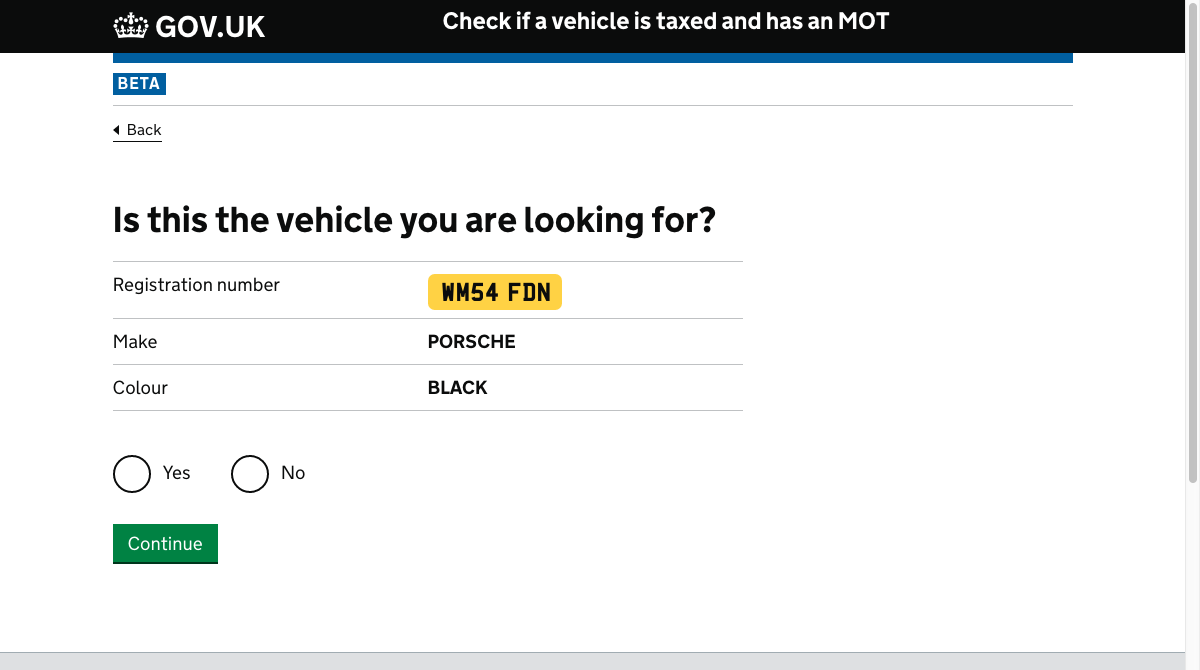 GOV.UK
Check if a vehicle is taxed and has an MOT
BETA
Back
Is this the vehicle you are looking for?
Registration number WM54 FDN
Make PORSCHE
Colour BLACK
Yes No
Continue